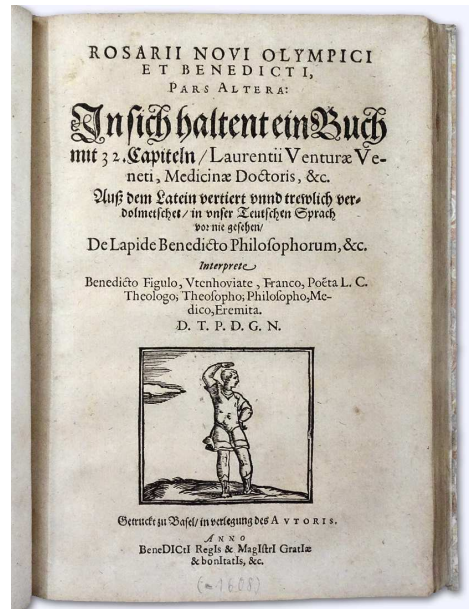 ROSARII NOVI OLYMPICI
ET BENEDICTI,
PARS ALTERA:
In sich haltent ein Buch
mit 32. Capiteln / Laurentii Venturæ Ve-
neti, Medicinæ Doctoris, &c.
Auß dem Latein vertiert vnnd trewlich ver-
dolmetschet / in vnser Teutschen Sprach
vor nie gesehen /
De Lapide Benedicto Philosophorum, &c.
Interprete
Benedicto Figulo, Vtenhoviate, Franco, Poëta L. C.
Theologo; Theosopho; Philosopho, Me-
dico, Eremita.
D. T. P. D. G. N.
Getruckt zu Basel / in verlegung des AVTORIS.
ANNO
BeneDICtI RegIs & MagIstrI GratIæ
& bonItatIs, &c.
(= 1608)